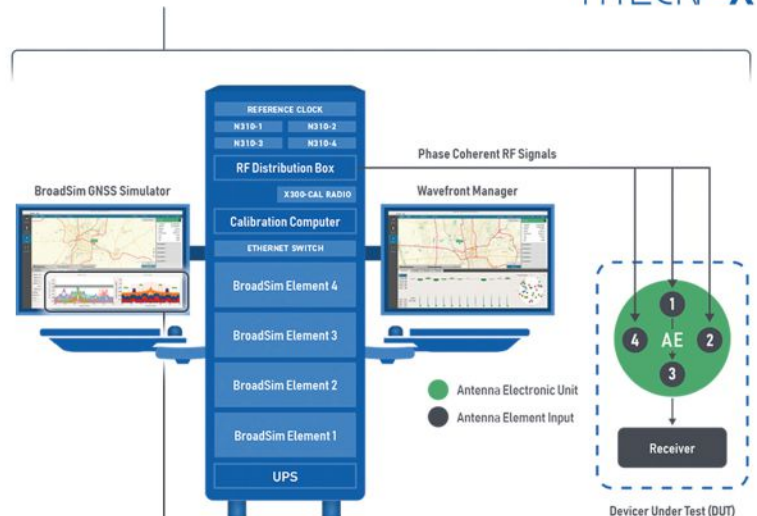 REFERENCE CLOCK
N310-1 N310-2
N310-3 N310-4
RF Distribution Box
X300-CAL RADIO
Calibration Computer
ETHERNET SWITCH
BroadSim Element 4
BroadSim Element 3
BroadSim Element 2
BroadSim Element 1
UPS
BroadSim GNSS Simulator
Wavefront Manager
Phase Coherent RF Signals
1
4 AE 2
3
Receiver
Antenna Electronic Unit
Antenna Element Input
Devicer Under Test (DUT)